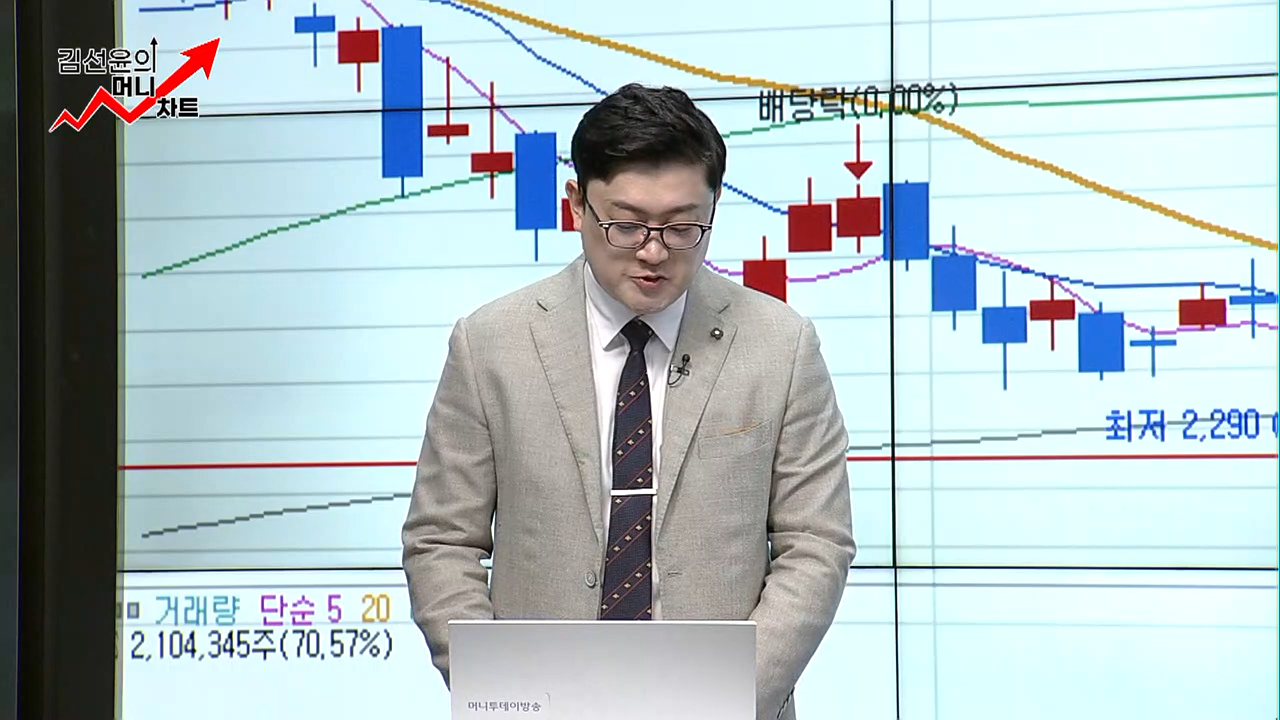 김선윤의
머니
차트
배당락(0,00%)
최저 2,290
거래량 단순 5 20
2,104,345주(70,57%)
머니투데이방송